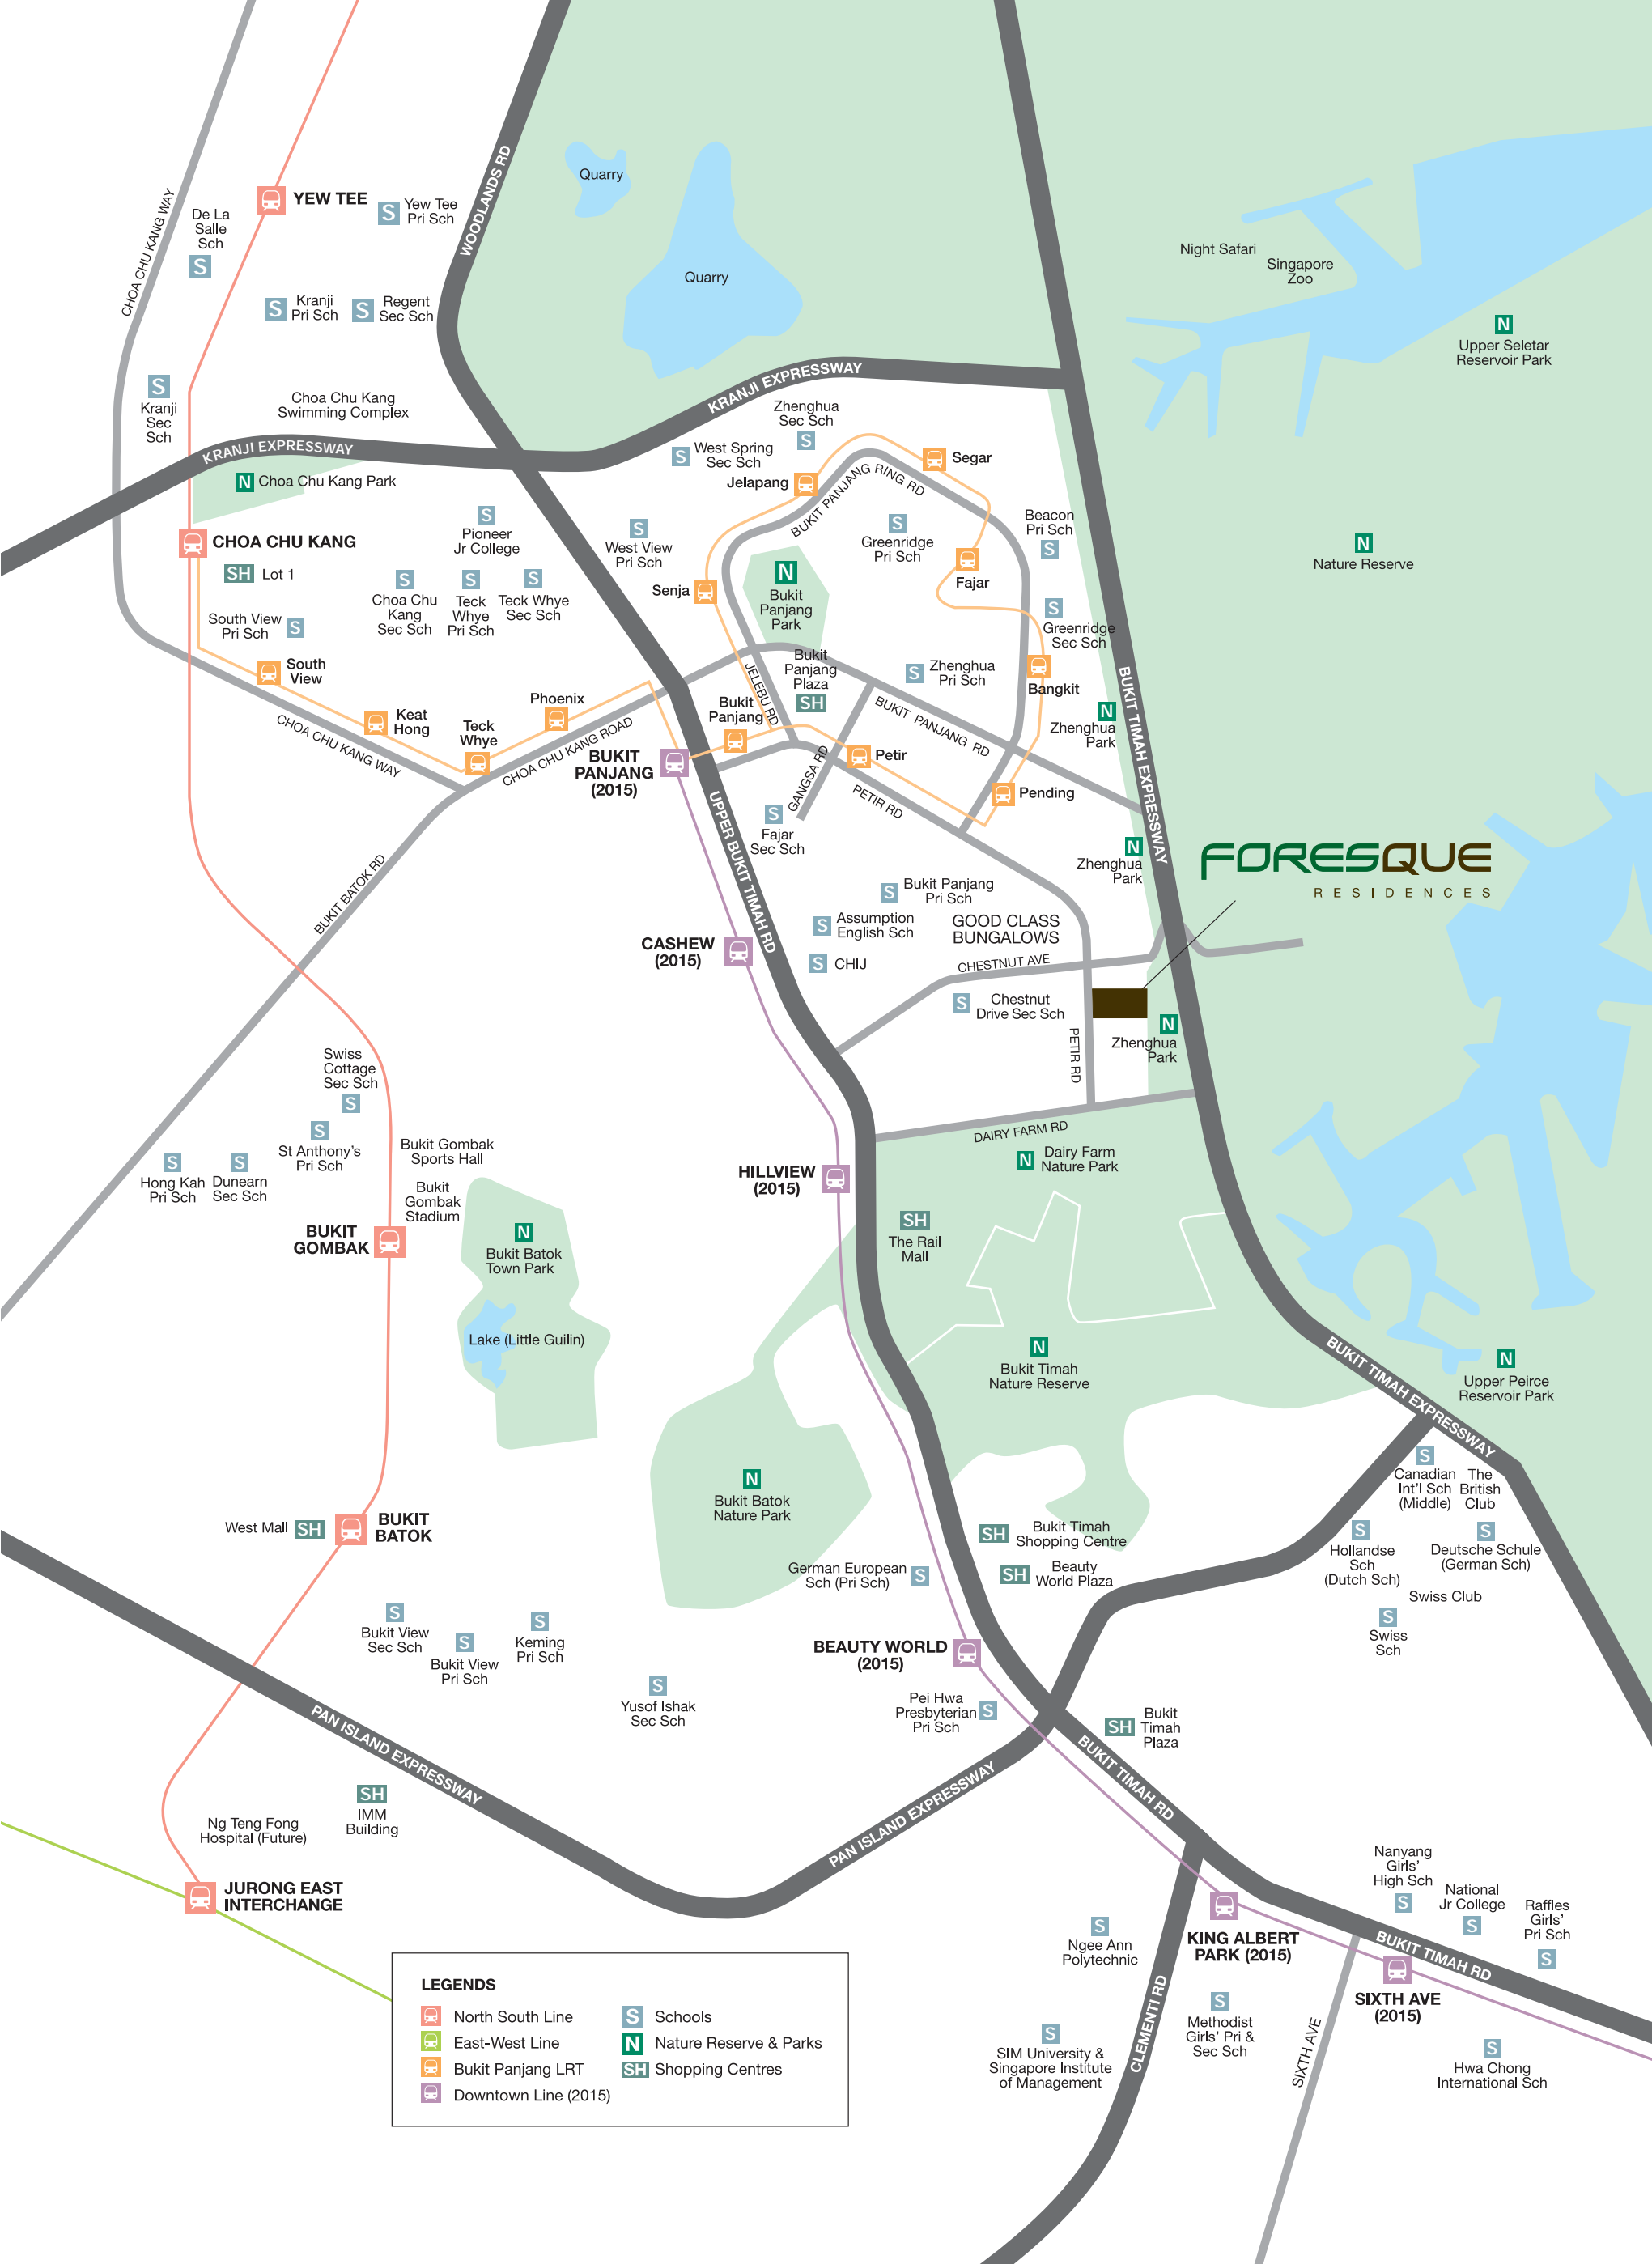 YEW TEE
Yew Tee
Pri Sch
De La
Salle
Sch
CHOA CHU KANG WAY
WOODLANDS RD
Quarry
Quarry
Night Safari
Singapore
Zoo
Kranji
Pri Sch
Regent
Sec Sch
Upper Seletar
Reservoir Park
Kranji
Sec
Sch
Choa Chu Kang
Swimming Complex
KRANJI EXPRESSWAY
KRANJI EXPRESSWAY
Zhenghua
Sec Sch
West Spring
Sec Sch
Segar
Jelapang
BUKIT PANJANG RING RD
Choa Chu Kang Park
CHOA CHU KANG
SH
Lot 1
Pioneer
Jr College
West View
Pri Sch
Greenridge
Pri Sch
Beacon
Pri Sch
Nature Reserve
Fajar
Senja
Bukit
Panjang
Park
Choa Chu
Kang
Sec Sch
Teck
Whye
Pri Sch
Teck Whye
Sec Sch
South View
Pri Sch
Greenridge
Sec Sch
South
View
Bukit
Panjang
Plaza
SH
Zhenghua
Pri Sch
Bangkit
JELEBU RD
BUKIT PANJANG RD
Zhenghua
Park
BUKIT TIMAH EXPRESSWAY
Keat
Hong
Phoenix
Teck
Whye
CHOA CHU KANG WAY
CHOA CHU KANG ROAD
Bukit
Panjang
BUKIT
PANJANG
(2015)
Petir
GANGSA RD
PETIR RD
Pending
Fajar
Sec Sch
UPPER BUKIT TIMAH RD
Zhenghua
Park
FORESQUE
RESIDENCES
BUKIT BATOK RD
Bukit Panjang
Pri Sch
Assumption
English Sch
GOOD CLASS
BUNGALOWS
CASHEW
(2015)
CHIJ
CHESTNUT AVE
Chestnut
Drive Sec Sch
PETIR RD
Zhenghua
Park
Swiss
Cottage
Sec Sch
St Anthony's
Pri Sch
Hong Kah
Pri Sch
Dunearn
Sec Sch
Bukit Gombak
Sports Hall
Bukit
Gombak
Stadium
BUKIT
GOMBAK
DAIRY FARM RD
Dairy Farm
Nature Park
HILLVIEW
(2015)
SH
The Rail
Mall
Bukit Batok
Town Park
Lake (Little Guilin)
Bukit Timah
Nature Reserve
BUKIT TIMAH EXPRESSWAY
Upper Peirce
Reservoir Park
Bukit Batok
Nature Park
Canadian
Int'l Sch
(Middle)
The
British
Club
West Mall
SH
BUKIT
BATOK
SH
Bukit Timah
Shopping Centre
SH
Beauty
World Plaza
German European
Sch (Pri Sch)
Hollandse
Sch
(Dutch Sch)
Deutsche Schule
(German Sch)
Swiss Club
Swiss
Sch
Bukit View
Sec Sch
Bukit View
Pri Sch
Keming
Pri Sch
BEAUTY WORLD
(2015)
Yusof Ishak
Sec Sch
Pei Hwa
Presbyterian
Pri Sch
SH
Bukit
Timah
Plaza
PAN ISLAND EXPRESSWAY
PAN ISLAND EXPRESSWAY
BUKIT TIMAH RD
SH
IMM
Building
Ng Teng Fong
Hospital (Future)
JURONG EAST
INTERCHANGE
Nanyang
Girls'
High Sch
National
Jr College
Raffles
Girls'
Pri Sch
Ngee Ann
Polytechnic
KING ALBERT
PARK (2015)
BUKIT TIMAH RD
SIXTH AVE
(2015)
Methodist
Girls' Pri &
Sec Sch
SIM University &
Singapore Institute
of Management
CLEMENTI RD
SIXTH AVE
Hwa Chong
International Sch
LEGENDS
North South Line
East-West Line
Bukit Panjang LRT
Downtown Line (2015)
S Schools
N Nature Reserve & Parks
SH Shopping Centres